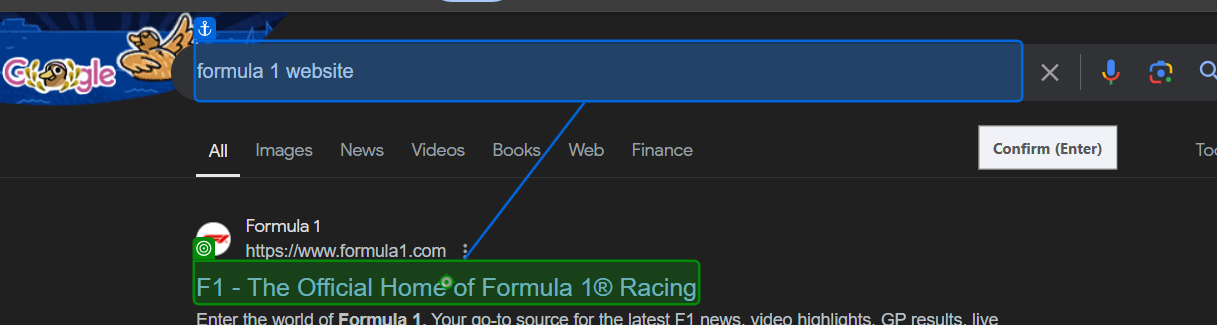 Google
formula 1 website
All Images News Videos Books Web Finance
Confirm (Enter)
Formula 1
https://www.formula1.com
F1 - The Official Home of Formula 1® Racing
Enter the world of Formula 1. Your go-to source for the latest F1 news, video highlights, GP results, live